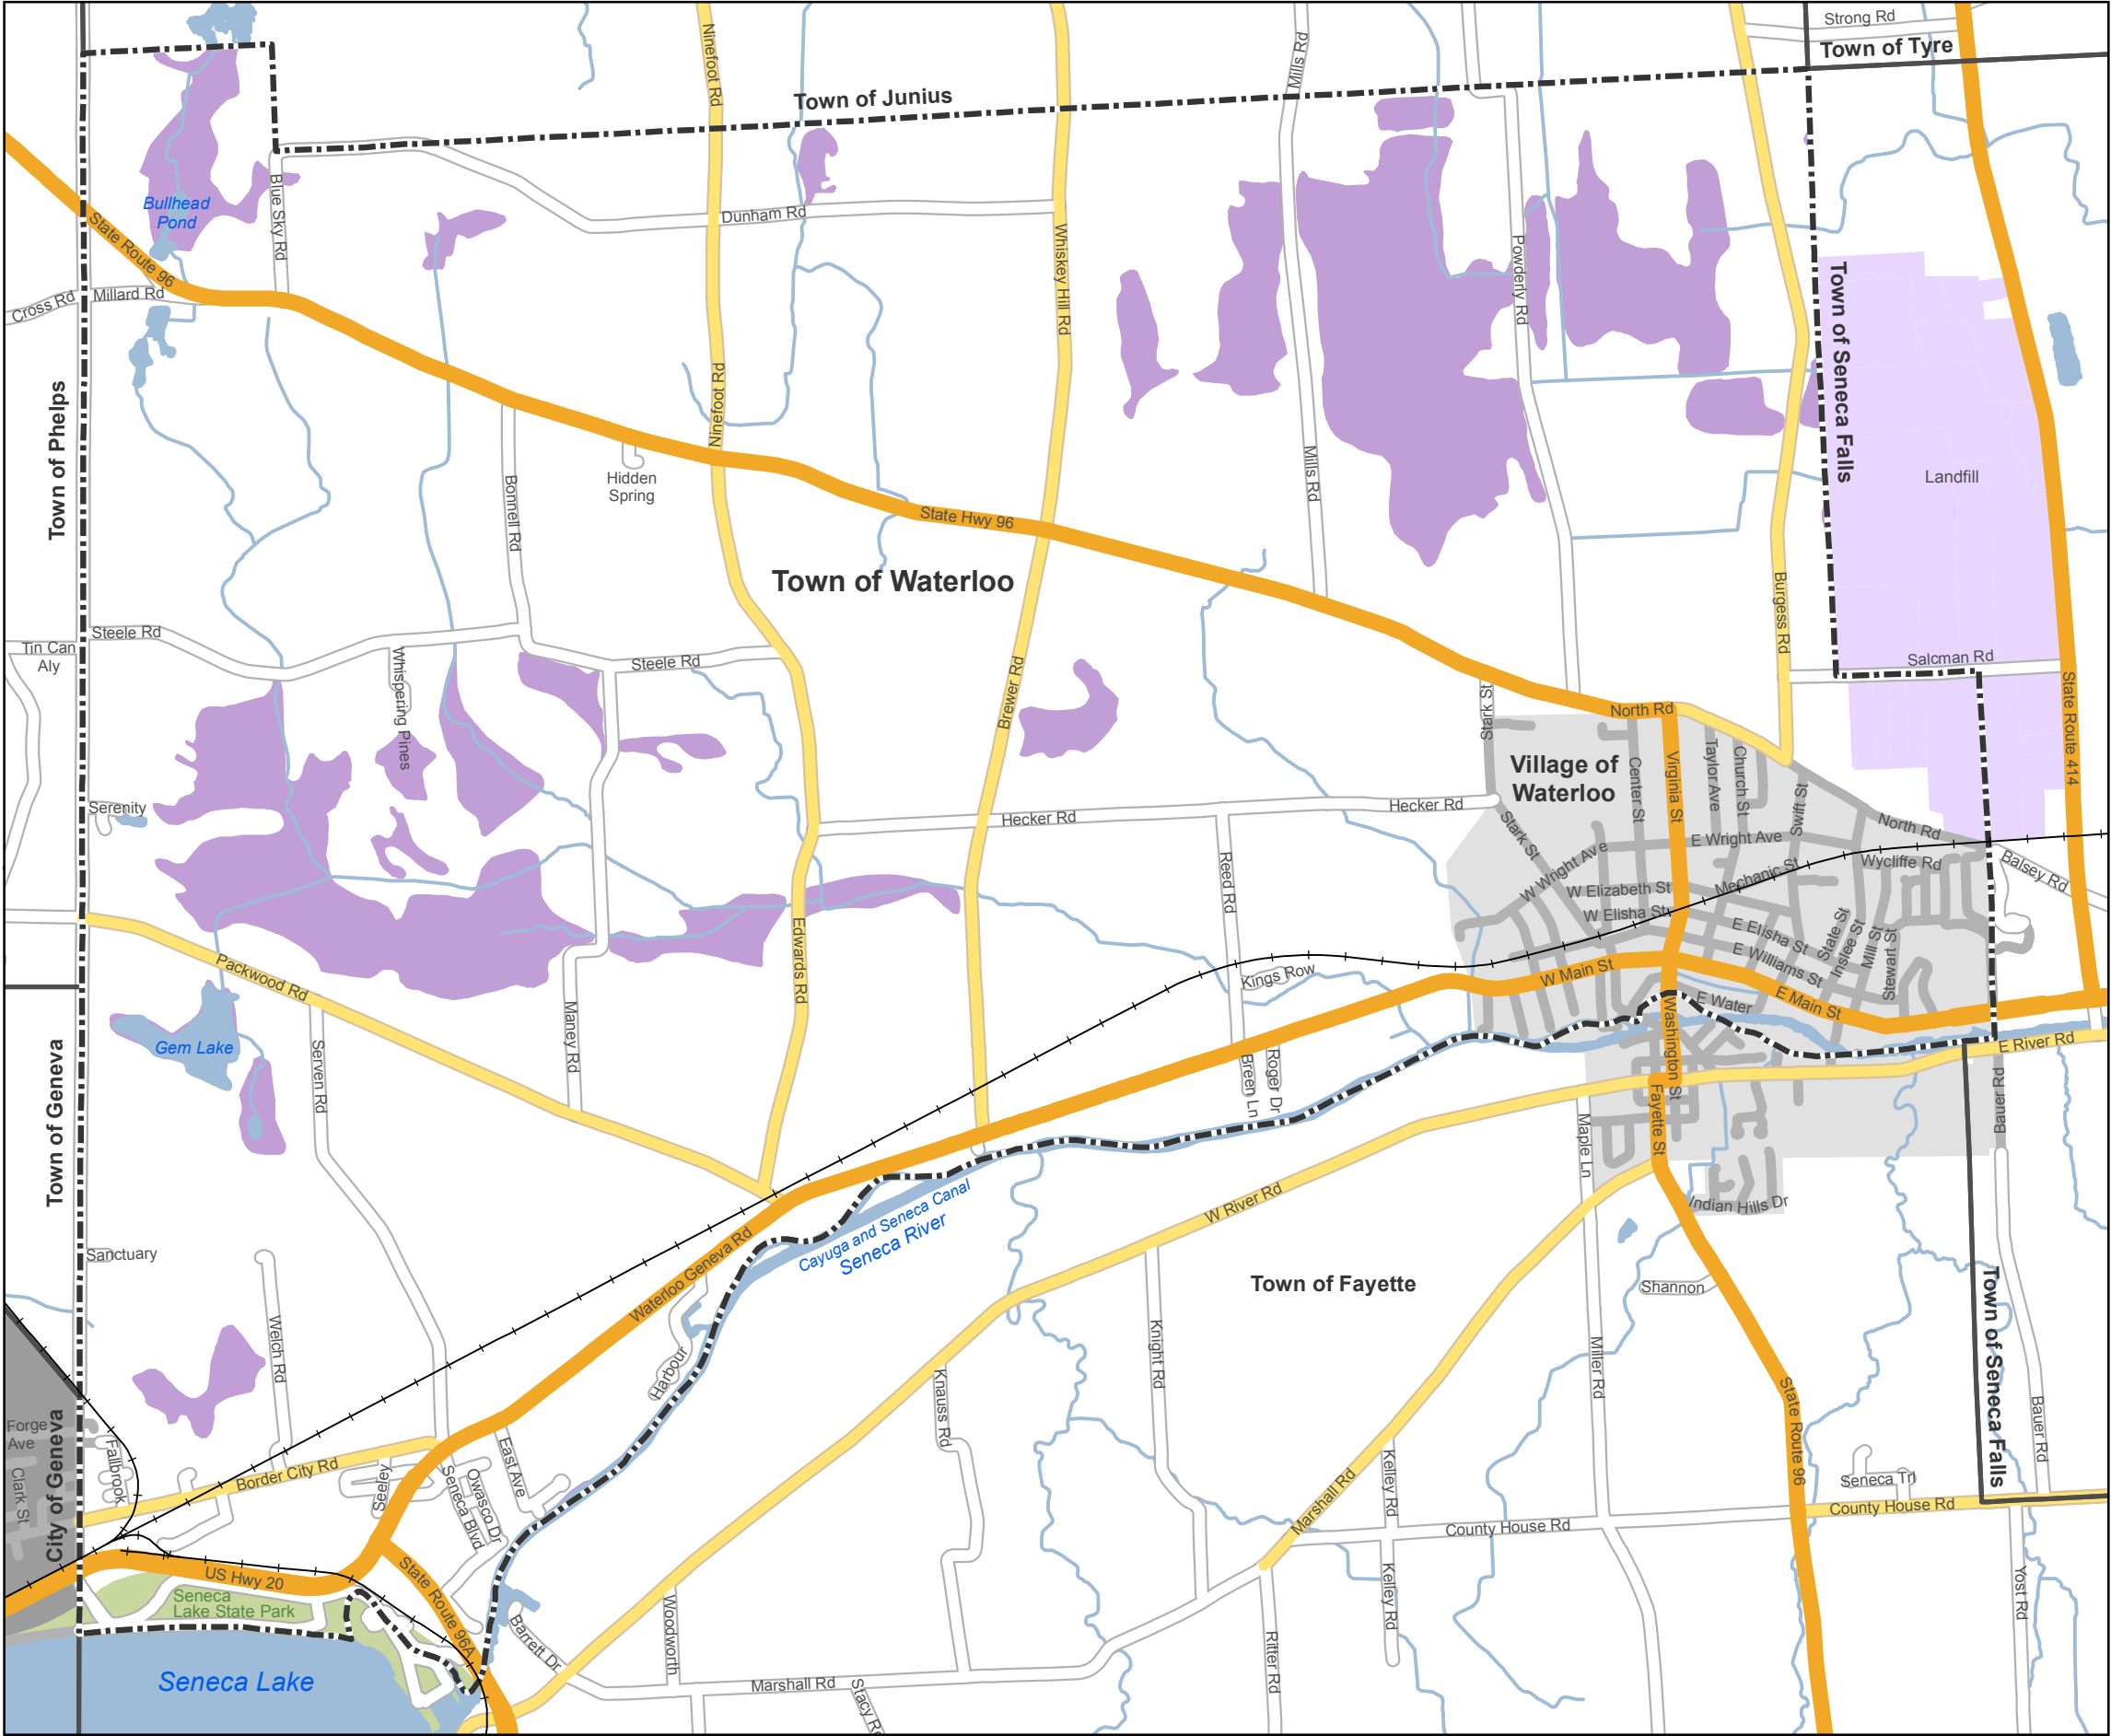 Strong Rd
Town of Tyre
Ninefoot Rd
Mills Rd
Town of Junius
Bullhead
Pond
Blue Sky Rd
Dunham Rd
State Route 96
Whiskey Hill Rd
Powderly Rd
Town of Seneca Falls
Cross Rd
Millard Rd
Town of Phelps
Ninefoot Rd
Hidden
Spring
Bonnell Rd
Mills Rd
Landfill
State Hwy 96
Town of Waterloo
Burgess Rd
Steele Rd
Tin Can
Aly
Whispering Pines
Steele Rd
Brewer Rd
Salcman Rd
State Route 414
Stark St
North Rd
Village of
Waterloo
Center St
Virginia St
Taylor Ave
Church St
Swift St
Serenity
Hecker Rd
Hecker Rd
Stark St
North Rd
E Wright Ave
W Wright Ave
Wycliffe Rd
Balsey Rd
Reed Rd
W Elizabeth St
Mechanic St
W Elisha St
E Elisha St
State St
Inslee St
Mill St
Stewart St
E Williams St
Packwood Rd
Edwards Rd
Kings Row
W Main St
E Water
E Main St
Washington St
Gem Lake
Maney Rd
Serven Rd
Town of Geneva
Breen Ln
Roger Dr
E River Rd
Bauer Rd
Fayette St
Maple Ln
Cayuga and Seneca Canal
Seneca River
W River Rd
Indian Hills Dr
Sanctuary
Waterloo Geneva Rd
Town of Fayette
Shannon
Town of Seneca Falls
Welch Rd
Harbour
Knauss Rd
Knight Rd
Miller Rd
State Route 96
Bauer Rd
Forge
Ave
Clark St
City of Geneva
Fallbrook
Border City Rd
Seeley
Seneca Blvd
Owasco Dr
East Ave
Marshall Rd
Kelley Rd
County House Rd
Seneca Trl
County House Rd
US Hwy 20
Seneca
Lake State Park
State Route 96A
Barrett Dr
Woodworth
Kelley Rd
Yost Rd
Ritter Rd
Seneca Lake
Marshall Rd
Stacy Rd